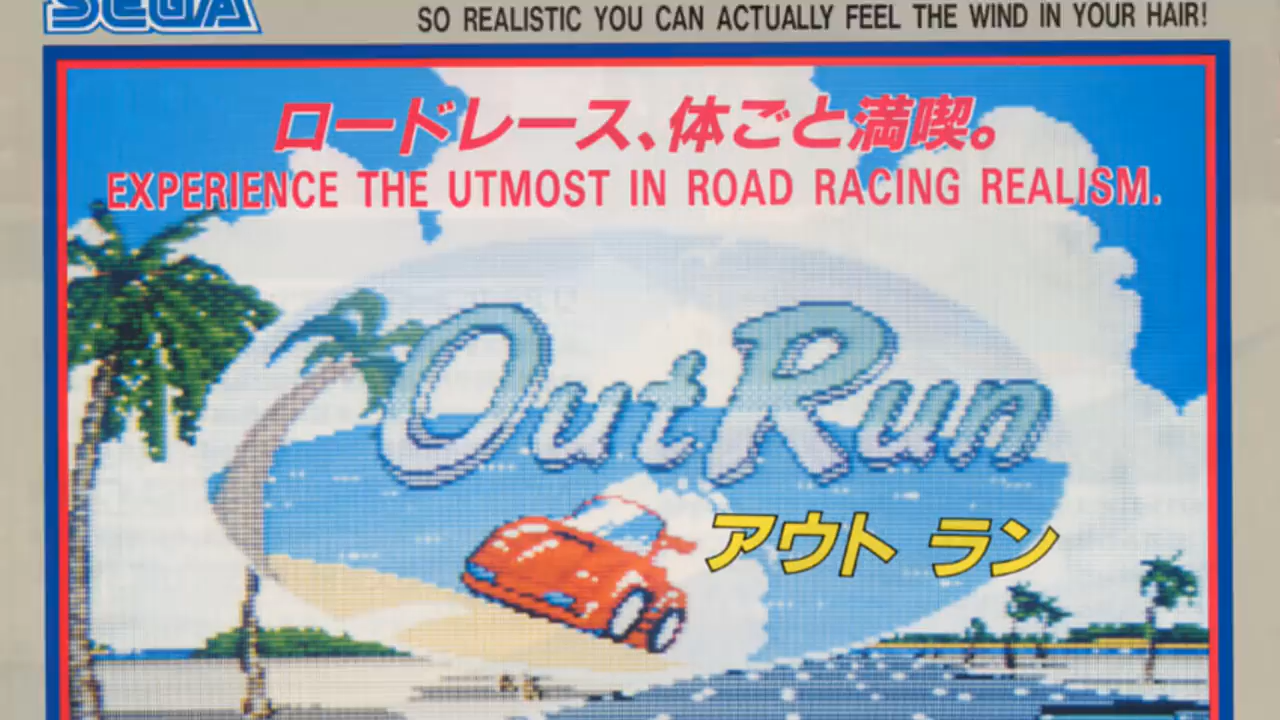 SEGA
SO REALISTIC YOU CAN ACTUALLY FEEL THE WIND IN YOUR HAIR!
ロードレース、体ごと満喫。
EXPERIENCE THE UTMOST IN ROAD RACING REALISM.
OutRun
アウト ラン